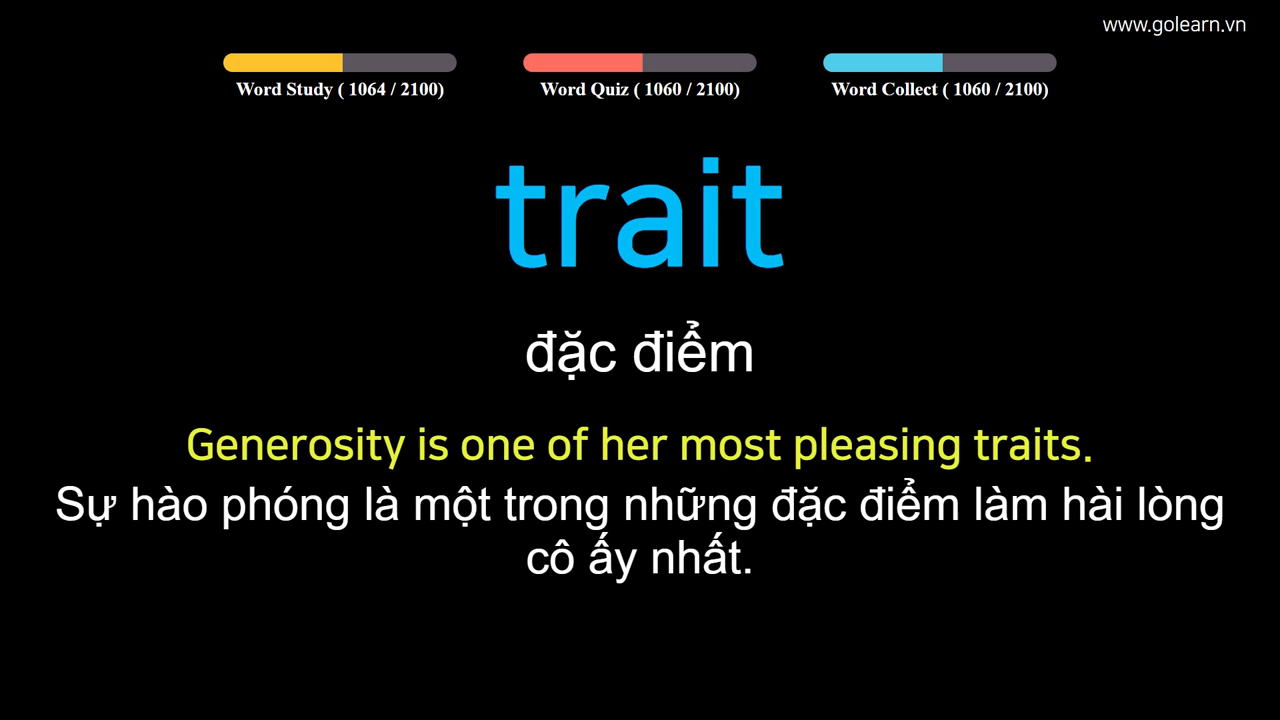 www.golearn.vn
Word Study ( 1064 / 2100)
Word Quiz ( 1060 / 2100)
Word Collect ( 1060 / 2100)
trait
đặc điểm
Generosity is one of her most pleasing traits.
Sự hào phóng là một trong những đặc điểm làm hài lòng
cô ấy nhất.